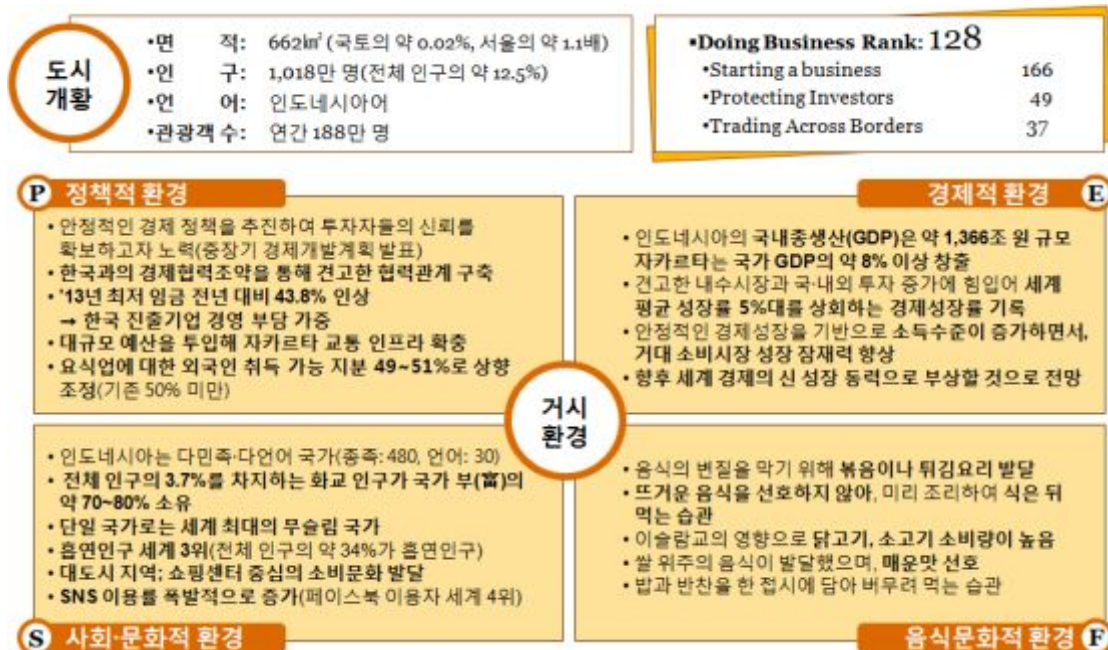 도시
개황
•면 적: 662㎢ (국토의 약 0.02%, 서울의 약 1.1배)
•인 구: 1,018만 명(전체 인구의 약 12.5%)
•언 어: 인도네시아어
•관광객 수: 연간 188만 명
•Doing Business Rank: 128
•Starting a business 166
•Protecting Investors 49
•Trading Across Borders 37
P 정책적 환경
• 안정적인 경제 정책을 추진하여 투자자들의 신뢰를
확보하고자 노력(중장기 경제개발계획 발표)
• 한국과의 경제협력조약을 통해 견고한 협력관계 구축
• '13년 최저 임금 전년 대비 43.8% 인상
→ 한국 진출기업 경영 부담 가중
• 대규모 예산을 투입해 자카르타 교통 인프라 확충
• 요식업에 대한 외국인 취득 가능 지분 49~51%로 상향
조정(기존 50% 미만)
경제적 환경 E
• 인도네시아의 국내총생산(GDP)은 약 1,366조 원 규모
자카르타는 국가 GDP의 약 8% 이상 창출
• 견고한 내수시장과 국·내외 투자 증가에 힘입어 세계
평균 성장률 5%대를 상회하는 경제성장률 기록
• 안정적인 경제성장을 기반으로 소득수준이 증가하면서,
거대 소비시장 성장 잠재력 향상
• 향후 세계 경제의 신 성장 동력으로 부상할 것으로 전망
거시
환경
• 인도네시아는 다민족·다언어 국가(종족: 480, 언어: 30)
• 전체 인구의 3.7%를 차지하는 화교 인구가 국가 부(富)의
약 70~80% 소유
• 단일 국가로는 세계 최대의 무슬림 국가
• 흡연인구 세계 3위(전체 인구의 약 34%가 흡연인구)
• 대도시 지역; 쇼핑센터 중심의 소비문화 발달
• SNS 이용률 폭발적으로 증가(페이스북 이용자 세계 4위)
S 사회·문화적 환경
• 음식의 변질을 막기 위해 볶음이나 튀김요리 발달
• 뜨거운 음식을 선호하지 않아, 미리 조리하여 식은 뒤
먹는 습관
• 이슬람교의 영향으로 닭고기, 소고기 소비량이 높음
• 쌀 위주의 음식이 발달했으며, 매운맛 선호
• 밥과 반찬을 한 접시에 담아 버무려 먹는 습관
음식문화적 환경 F